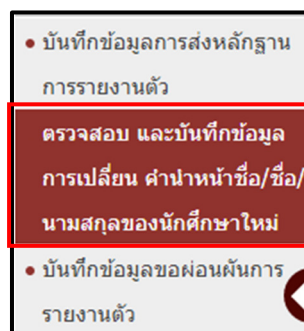 • บันทึกข้อมูลการส่งหลักฐาน
การรายงานตัว
ตรวจสอบ และบันทึกข้อมูล
การเปลี่ยน คำนำหน้าชื่อ/ชื่อ/
นามสกุลของนักศึกษาใหม่
• บันทึกข้อมูลขอผ่อนผันการ
รายงานตัว